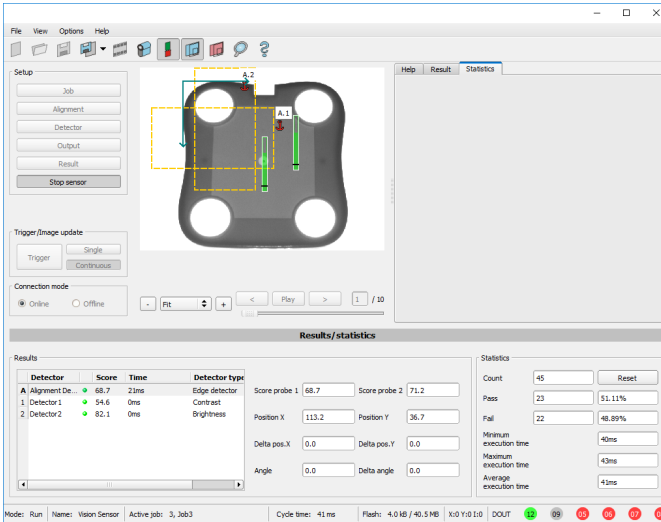 File View Options Help
Setup
Job
Alignment
Detector
Output
Result
Stop sensor
Trigger/Image update
Trigger
Single
Continuous
Connection mode
Online Offline
A.2
A.1
- Fit + < Play > 1 / 10
Help Result Statistics
Results/statistics
Results
Detector Score Time Detector type
A Alignment De... 68.7 21ms Edge detector
1 Detector1 54.6 0ms Contrast
2 Detector2 82.1 0ms Brightness
Score probe 1 68.7 Score probe 2 71.2
Position X 113.2 Position Y 36.7
Delta pos.X 0.0 Delta pos.Y 0.0
Angle 0.0 Delta angle 0.0
Statistics
Count 45 Reset
Pass 23 51.11%
Fail 22 48.89%
Minimum
execution time 40ms
Maximum
execution time 43ms
Average
execution time 41ms
Mode: Run Name: Vision Sensor Active job: 3, Job3 Cycle time: 41 ms Flash: 4.0 kB / 40.5 MB X:0 Y:0 I:0 DOUT 12 09 05 06 07